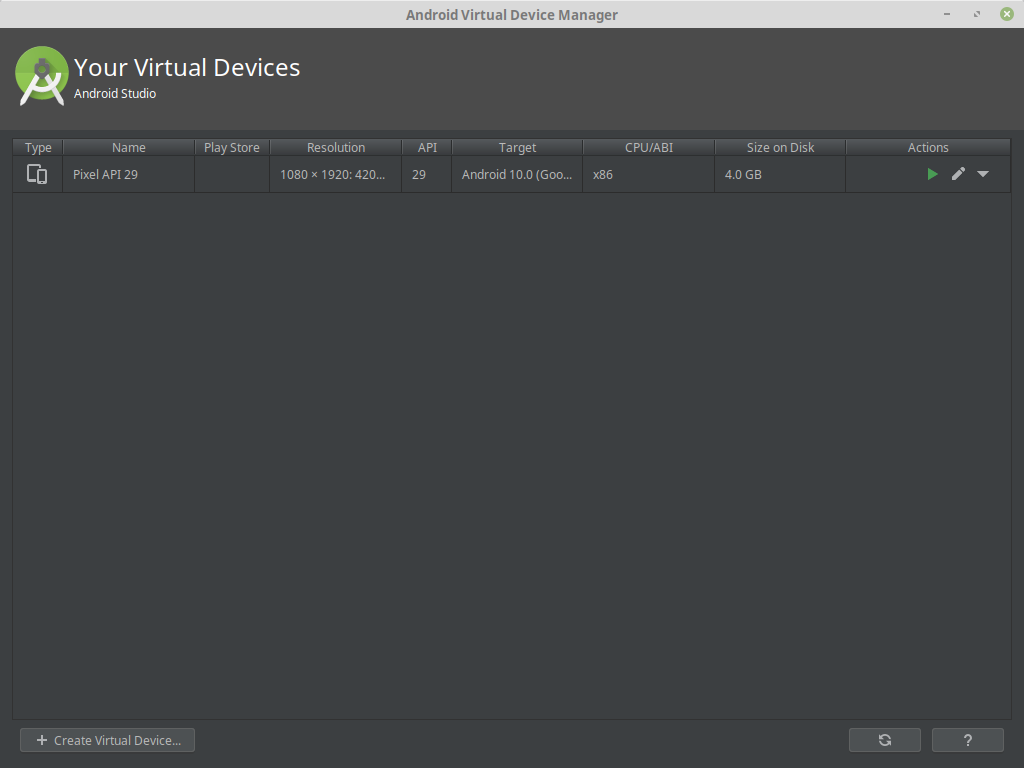 Android Virtual Device Manager
Your Virtual Devices
Android Studio
Type Name Play Store Resolution API Target CPU/ABI Size on Disk Actions
Pixel API 29 1080 × 1920: 420... 29 Android 10.0 (Goo... x86 4.0 GB
Create Virtual Device...
?